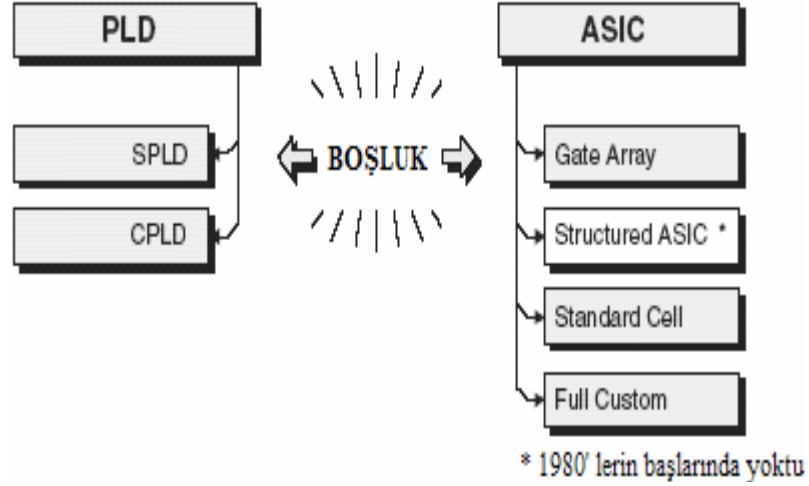 PLD
SPLD
CPLD
BOŞLUK
ASIC
Gate Array
Structured ASIC *
Standard Cell
Full Custom
* 1980' lerin başlarında yoktu